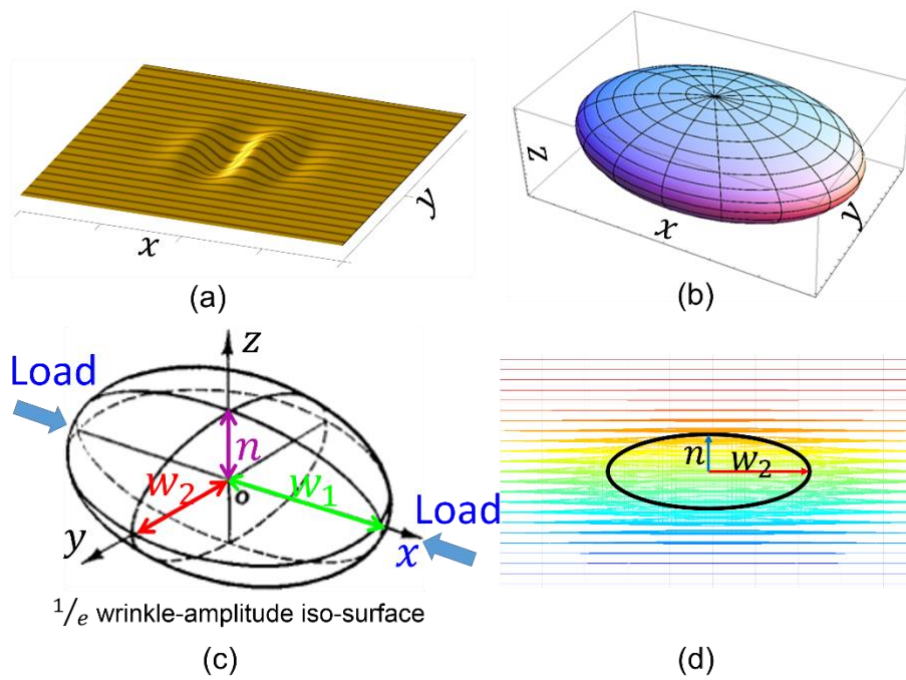 x
y
(a)
z
x
y
(b)
Load
z
n
w₂
o
w₁
Load
y
x
1/e wrinkle-amplitude iso-surface
(c)
n
w₂
(d)